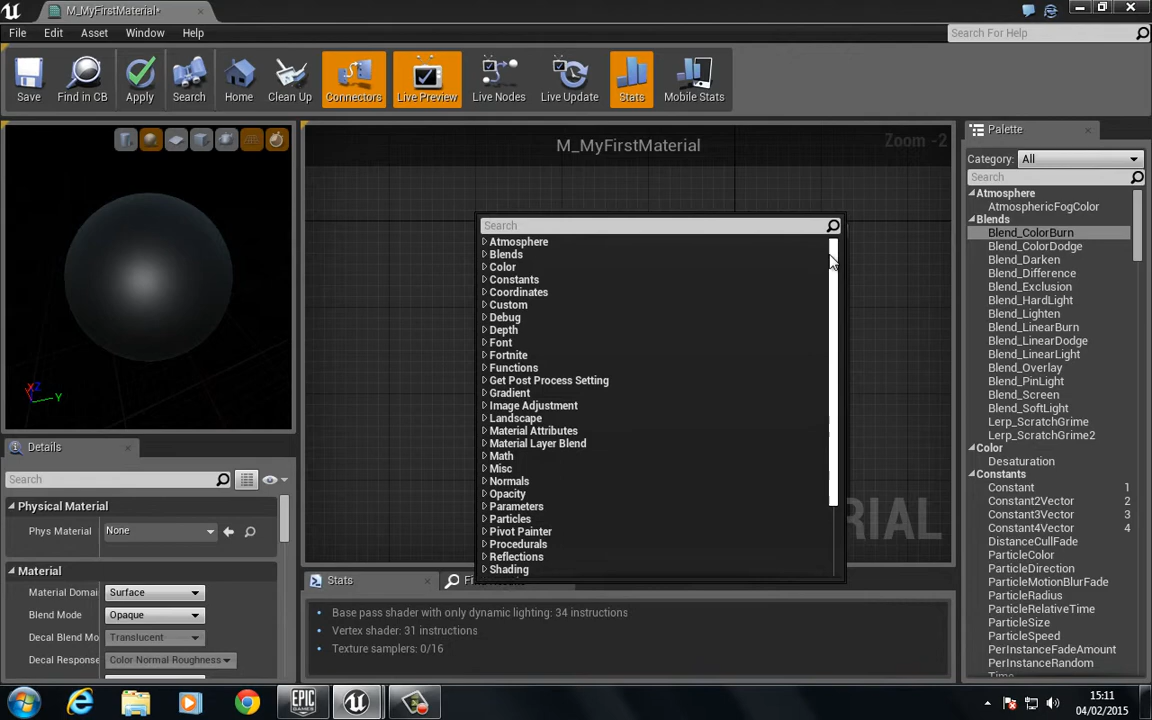 M_MyFirstMaterial*
File Edit Asset Window Help
Search For Help
Save Find in CB Apply Search Home Clean Up Connectors Live Preview Live Nodes Live Update Stats Mobile Stats
M_MyFirstMaterial
Zoom -2
Palette
Category: All
Search
Atmosphere
AtmosphericFogColor
Blends
Blend_ColorBurn
Blend_ColorDodge
Blend_Darken
Blend_Difference
Blend_Exclusion
Blend_HardLight
Blend_Lighten
Blend_LinearBurn
Blend_LinearDodge
Blend_LinearLight
Blend_Overlay
Blend_PinLight
Blend_Screen
Blend_SoftLight
Lerp_ScratchGrime
Lerp_ScratchGrime2
Color
Desaturation
Constants
Constant 1
Constant2Vector 2
Constant3Vector 3
Constant4Vector 4
DistanceCullFade
ParticleColor
ParticleDirection
ParticleMotionBlurFade
ParticleRadius
ParticleRelativeTime
ParticleSize
ParticleSpeed
PerInstanceFadeAmount
PerInstanceRandom
Search
Atmosphere
Blends
Color
Constants
Coordinates
Custom
Debug
Depth
Font
Fortnite
Functions
Get Post Process Setting
Gradient
Image Adjustment
Landscape
Material Attributes
Material Layer Blend
Math
Misc
Normals
Opacity
Parameters
Particles
Pivot Painter
Procedurals
Reflections
Shading
RIAL
X Z Y
Details
Search
Physical Material
Phys Material None
Material
Material Domai Surface
Blend Mode Opaque
Decal Blend Mo Translucent
Decal Response Color Normal Roughness
Stats
Fin
Base pass shader with only dynamic lighting: 34 instructions
Vertex shader: 31 instructions
Texture samplers: 0/16
EPIC GAMES
15:11
04/02/2015